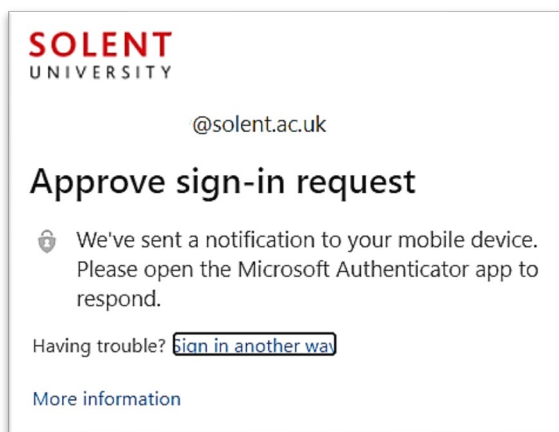 SOLENT
UNIVERSITY
@solent.ac.uk
Approve sign-in request
We've sent a notification to your mobile device.
Please open the Microsoft Authenticator app to
respond.
Having trouble? Sign in another way
More information